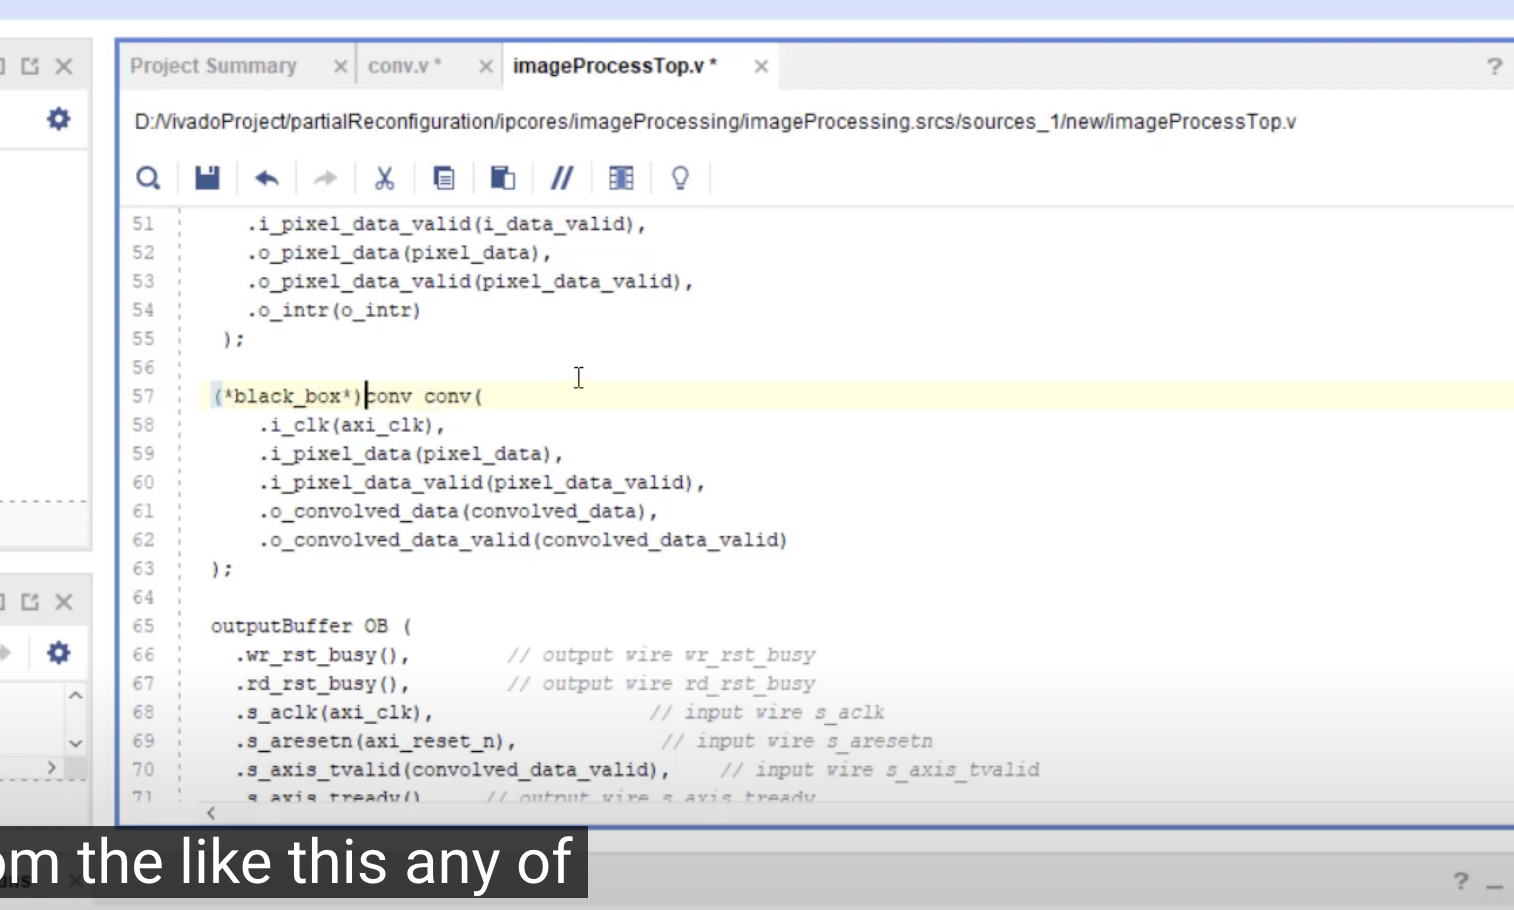 Project Summary conv.v * imageProcessTop.v *
D:/VivadoProject/partialReconfiguration/ipcores/imageProcessing/imageProcessing.srcs/sources_1/new/imageProcessTop.v
51 .i_pixel_data_valid(i_data_valid),
52 .o_pixel_data(pixel_data),
53 .o_pixel_data_valid(pixel_data_valid),
54 .o_intr(o_intr)
55 );
56
57 (*black_box*)conv conv(
58 .i_clk(axi_clk),
59 .i_pixel_data(pixel_data),
60 .i_pixel_data_valid(pixel_data_valid),
61 .o_convolved_data(convolved_data),
62 .o_convolved_data_valid(convolved_data_valid)
63 );
64
65 outputBuffer OB (
66 .wr_rst_busy(), // output wire wr_rst_busy
67 .rd_rst_busy(), // output wire rd_rst_busy
68 .s_aclk(axi_clk), // input wire s_aclk
69 .s_aresetn(axi_reset_n), // input wire s_aresetn
70 .s_axis_tvalid(convolved_data_valid), // input wire s_axis_tvalid
71 .s_axis_tready() // output wire s_axis_tready
om the like this any of